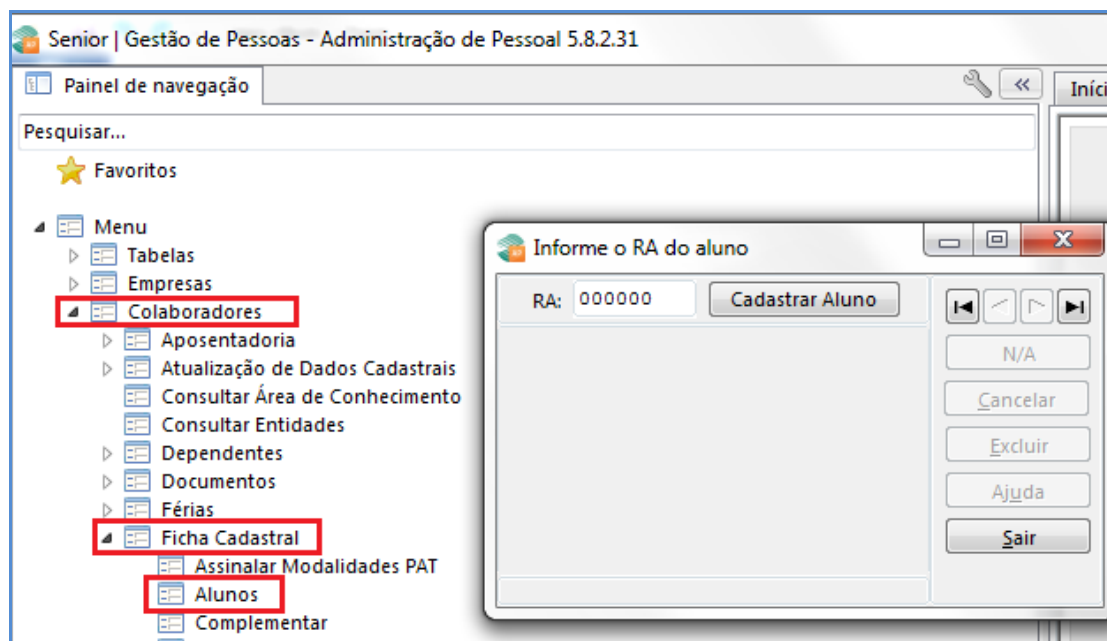 Senior | Gestão de Pessoas - Administração de Pessoal 5.8.2.31
Painel de navegação
Iníci
Pesquisar...
Favoritos
Menu
Tabelas
Empresas
Colaboradores
Aposentadoria
Atualização de Dados Cadastrais
Consultar Área de Conhecimento
Consultar Entidades
Dependentes
Documentos
Férias
Ficha Cadastral
Assinalar Modalidades PAT
Alunos
Complementar
Informe o RA do aluno
RA: 000000 Cadastrar Aluno
N/A
Cancelar
Excluir
Ajuda
Sair